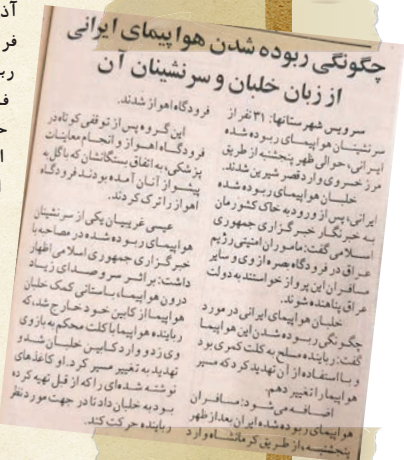 چگونگی ربوده شدن هواپیمای ایرانی
از زبان خلبان و سرنشینان آن
سرویس شهرستانها: ۳۱ نفر از
سرنشینان هواپیمای ربوده شده
ایرانی، حوالی ظهر پنجشنبه از طریق
مرز خسروی وارد قصر شیرین شدند.
خلبان هواپیمای ربوده شده
ایرانی، پس از ورود به خاک کشورمان
به خبرنگار خبرگزاری جمهوری
اسلامی گفت: ماموران امنیتی رژیم
عراق در فرودگاه بصره از وی و سایر
مسافران این پرواز خواستند به دولت
عراق پناهنده شوند.
خلبان هواپیمای ایرانی در مورد
چگونگی ربوده شدن این هواپیما
گفت: رباینده مسلح به کلت کمری بود
و با استفاده از آن تهدید کرد که مسیر
هواپیما را تغییر دهم.
اضافه می‌شود: مسافران
هواپیمای ربوده شده ایران بعدازظهر
پنجشنبه، از طریق کرمانشاه وارد
فرودگاه اهواز شدند.
این گروه پس از توقفی کوتاه در
فرودگاه اهواز و انجام معاینات
پزشکی، به اتفاق بستگانشان که با گل به
پیشواز آنان آمده بودند فرودگاه
اهواز را ترک کردند.
عیسی غریبیان یکی از سرنشینان
هواپیمای ربوده شده در مصاحبه با
خبرگزاری جمهوری اسلامی اظهار
داشت: براثر سر و صدای زیاد
درون هواپیما، باستانی کمک خلبان
هواپیما از کابین خود خارج شد، که
رباینده هواپیما با کلت محکم به بازوی
وی زد و وارد کابین خلبان شد و
تهدید به تغییر مسیر کرد. او کاغذهای
نوشته شده‌ای را که از قبل تهیه کرده
بود به خلبان داد تا در جهت مورد نظر
رباینده حرکت کند.